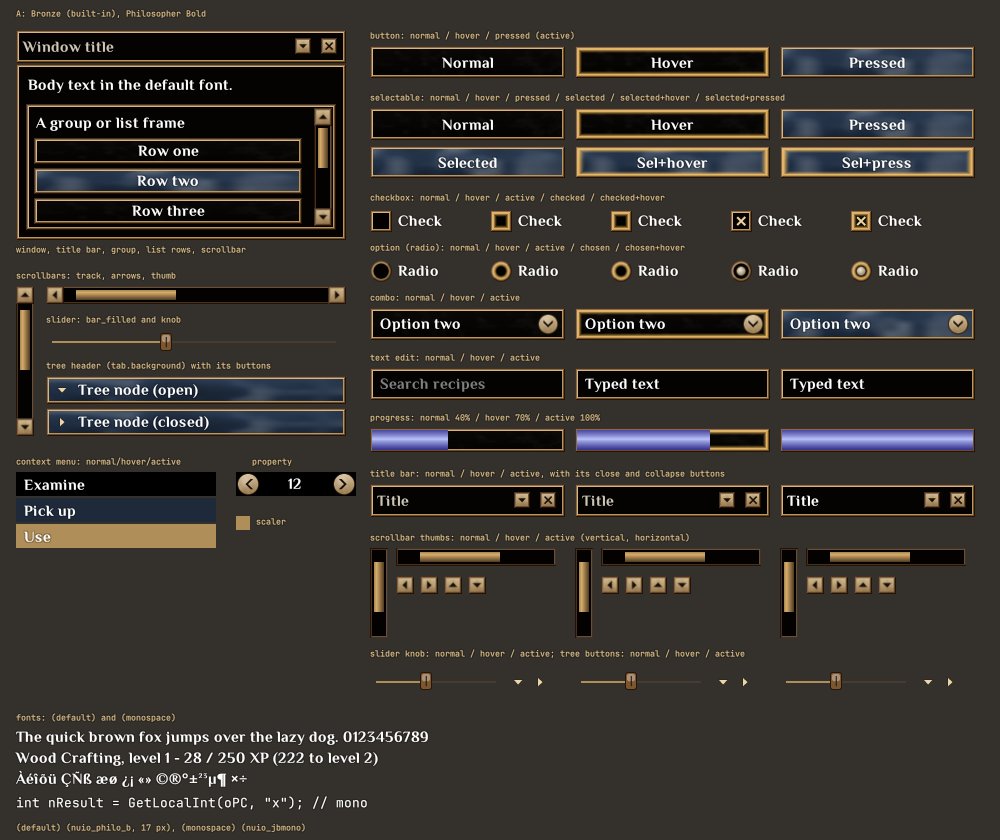 A: Bronze (built-in), Philosopher Bold
Window title
Body text in the default font.
A group or list frame
Row one
Row two
Row three
window, title bar, group, list rows, scrollbar
scrollbars: track, arrows, thumb
slider: bar_filled and knob
tree header (tab.background) with its buttons
Tree node (open)
Tree node (closed)
context menu: normal/hover/active
property
Examine
12
Pick up
scaler
Use
button: normal / hover / pressed (active)
Normal
Hover
Pressed
selectable: normal / hover / pressed / selected / selected+hover / selected+pressed
Normal
Hover
Pressed
Selected
Sel+hover
Sel+press
checkbox: normal / hover / active / checked / checked+hover
Check
Check
Check
Check
Check
option (radio): normal / hover / active / chosen / chosen+hover
Radio
Radio
Radio
Radio
Radio
combo: normal / hover / active
Option two
Option two
Option two
text edit: normal / hover / active
Search recipes
Typed text
Typed text
progress: normal 40% / hover 70% / active 100%
title bar: normal / hover / active, with its close and collapse buttons
Title
Title
Title
scrollbar thumbs: normal / hover / active (vertical, horizontal)
slider knob: normal / hover / active; tree buttons: normal / hover / active
fonts: (default) and (monospace)
The quick brown fox jumps over the lazy dog. 0123456789
Wood Crafting, level 1 - 28 / 250 XP (222 to level 2)
Àéîõü ÇÑß æø ¿¡ «» ©®°±²³µ¶ ×÷
int nResult = GetLocalInt(oPC, "x"); // mono
(default) (nuio_philo_b, 17 px), (monospace) (nuio_jbmono)